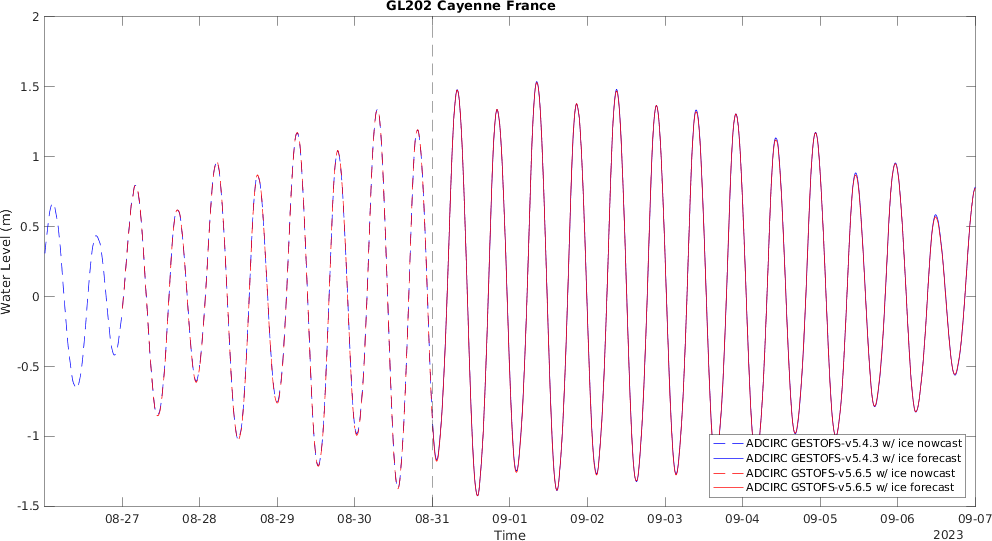 GL202 Cayenne France
Water Level (m)
2
1.5
1
0.5
0
-0.5
-1
-1.5
ADCIRC GESTOFS-v5.4.3 w/ ice nowcast
ADCIRC GESTOFS-v5.4.3 w/ ice forecast
ADCIRC GSTOFS-v5.6.5 w/ ice nowcast
ADCIRC GSTOFS-v5.6.5 w/ ice forecast
08-27 08-28 08-29 08-30 08-31 09-01 09-02 09-03 09-04 09-05 09-06 09-07
Time
2023